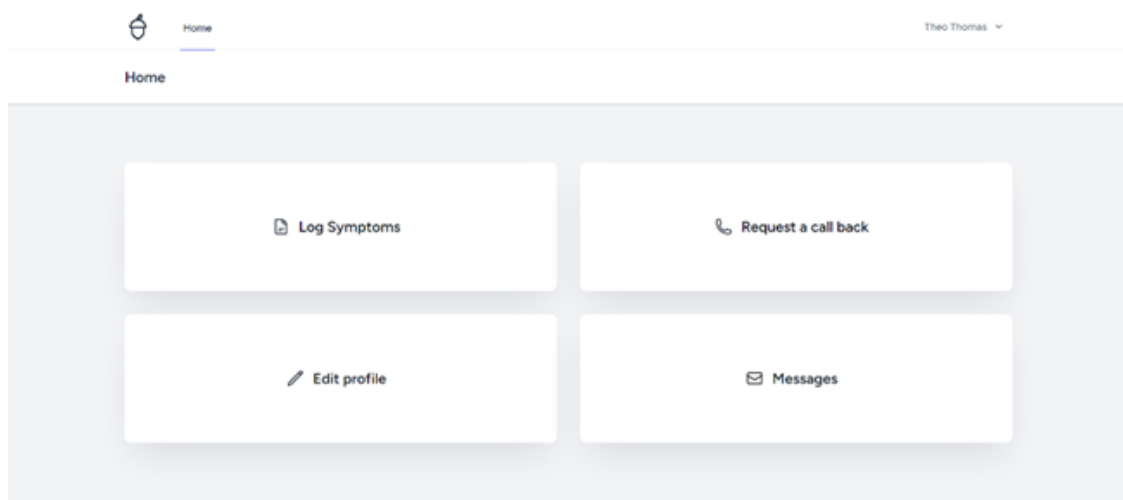 Home
Theo Thomas
Home
Log Symptoms
Request a call back
Edit profile
Messages